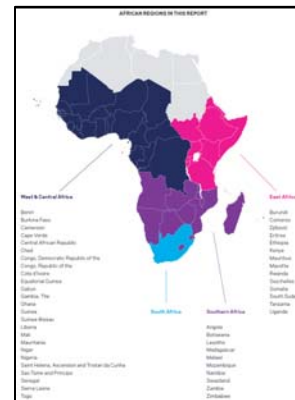 AFRICAN REGIONS IN THIS REPORT
West & Central Africa
Benin
Burkina Faso
Cameroon
Cape Verde
Central African Republic
Chad
Congo, Democratic Republic of the
Congo, Republic of the
Cote d'Ivoire
Equatorial Guinea
Gabon
Gambia, The
Ghana
Guinea
Guinea-Bissau
Liberia
Mali
Mauritania
Niger
Nigeria
Saint Helena, Ascension and Tristan da Cunha
Sao Tome and Principe
Senegal
Sierra Leone
Togo
South Africa
Southern Africa
Angola
Botswana
Lesotho
Madagascar
Malawi
Mozambique
Namibia
Swaziland
Zambia
Zimbabwe
East Africa
Burundi
Comoros
Djibouti
Eritrea
Ethiopia
Kenya
Mauritius
Mayotte
Rwanda
Seychelles
Somalia
South Sudan
Tanzania
Uganda